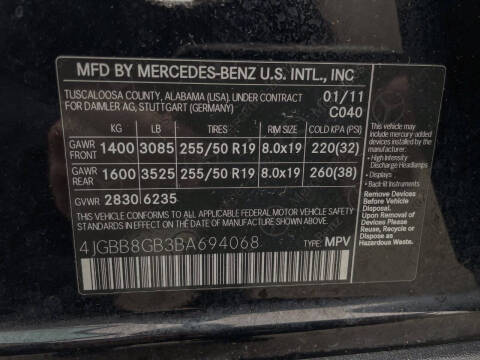 MFD BY MERCEDES-BENZ U.S. INTL., INC
TUSCALOOSA COUNTY, ALABAMA (USA). UNDER CONTRACT 01/11
FOR DAIMLER AG, STUTTGART (GERMANY) C040
KG LB TIRES RIM SIZE COLD KPA (PSI)
GAWR FRONT 1400 3085 255/50 R19 8.0x19 220(32)
GAWR REAR 1600 3525 255/50 R19 8.0x19 260(38)
GVWR 2830 6235
THIS VEHICLE CONFORMS TO ALL APPLICABLE FEDERAL MOTOR VEHICLE SAFETY
STANDARDS IN EFFECT ON THE DATE OF MANUFACTURE SHOWN ABOVE.
4JGBB8GB3BA694068 TYPE: MPV
This vehicle may
include mercury added
devices installed by the
manufacturer:
• High Intensity
Discharge Headlamps
• Displays
• Back-lit Instruments
Remove Devices
Before Vehicle
Disposal. Upon
Removal Please
Reuse, Recycle
or Dispose as
Hazardous Waste.